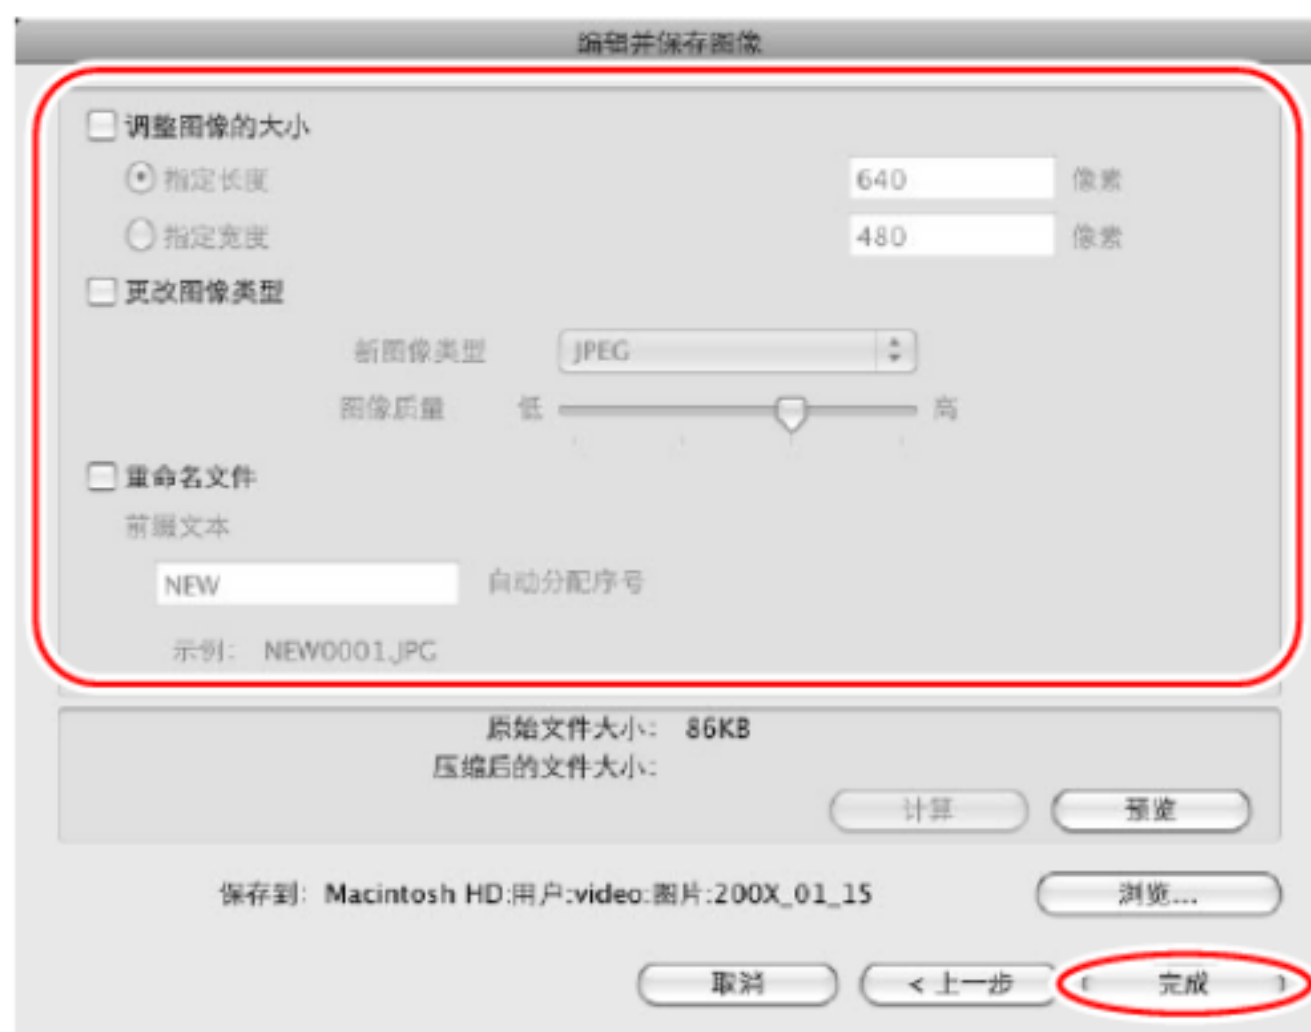 编辑并保存图像
调整图像的大小
指定长度 640 像素
指定宽度 480 像素
更改图像类型
新图像类型 JPEG
图像质量 低 高
重命名文件
前缀文本
NEW 自动分配序号
示例: NEW0001.JPG
原始文件大小: 86KB
压缩后的文件大小:
计算 预览
保存到: Macintosh HD:用户:video:图片:200X_01_15 浏览...
取消 < 上一步 完成